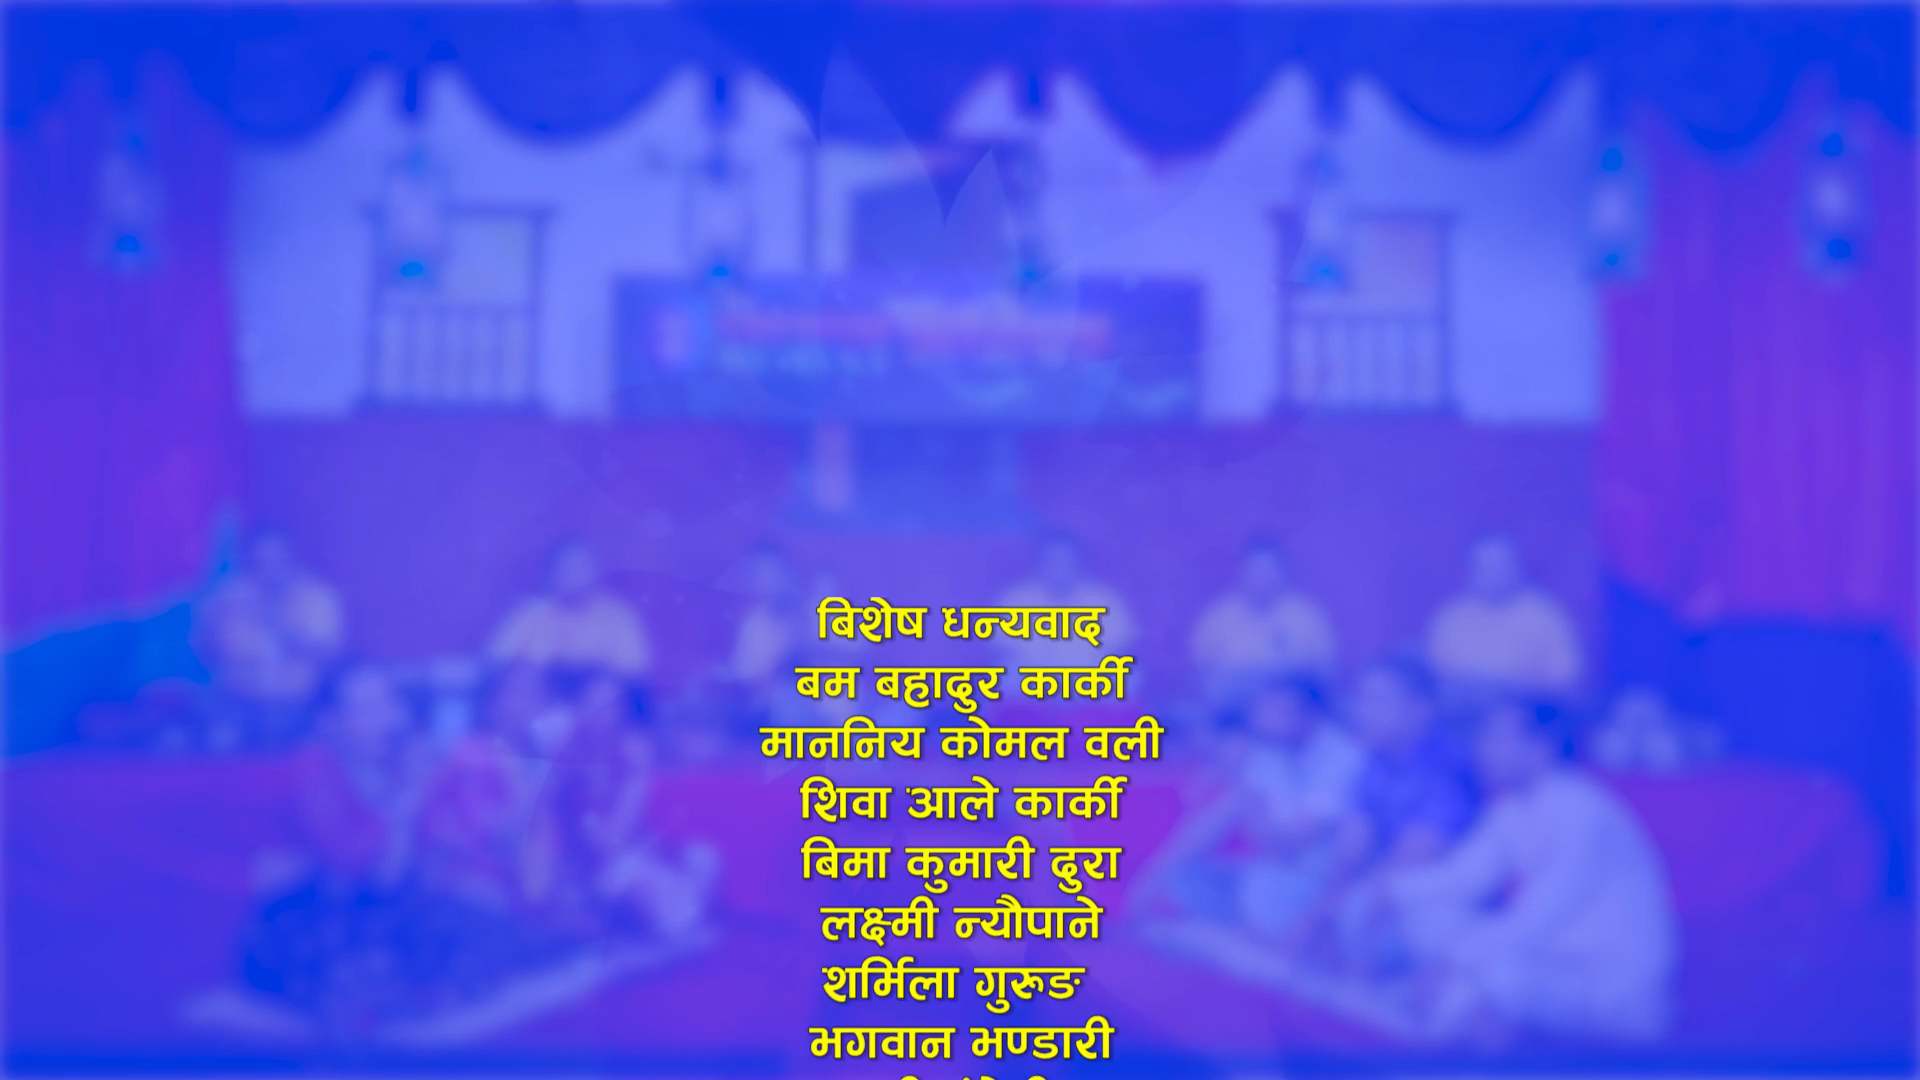 बिशेष धन्यवाद
बम बहादुर कार्की
माननिय कोमल वली
शिवा आले कार्की
बिमा कुमारी दुरा
लक्ष्मी न्यौपाने
शर्मिला गुरूङ
भगवान भण्डारी